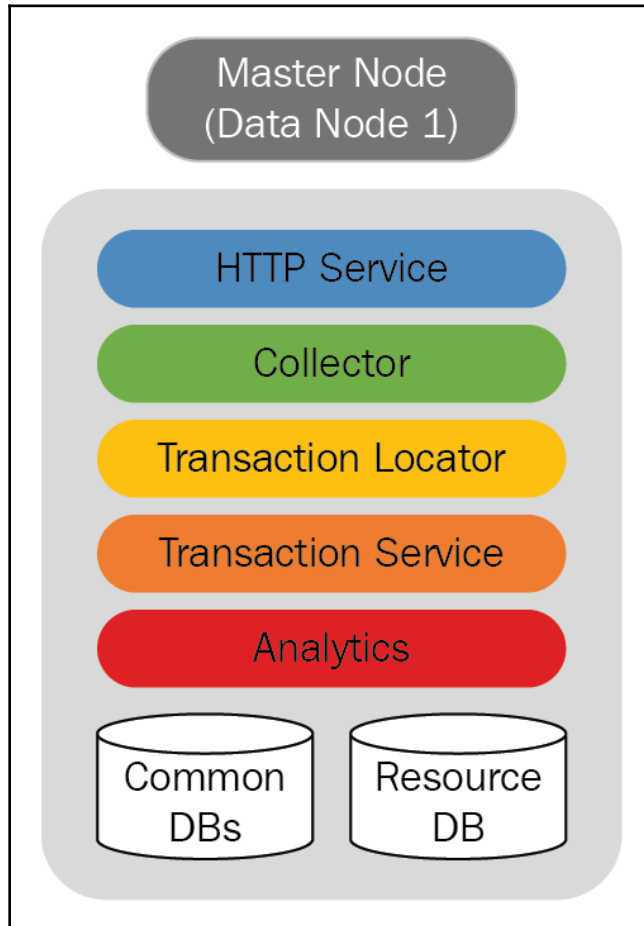 Master Node
(Data Node 1)
HTTP Service
Collector
Transaction Locator
Transaction Service
Analytics
Common
DBs
Resource
DB